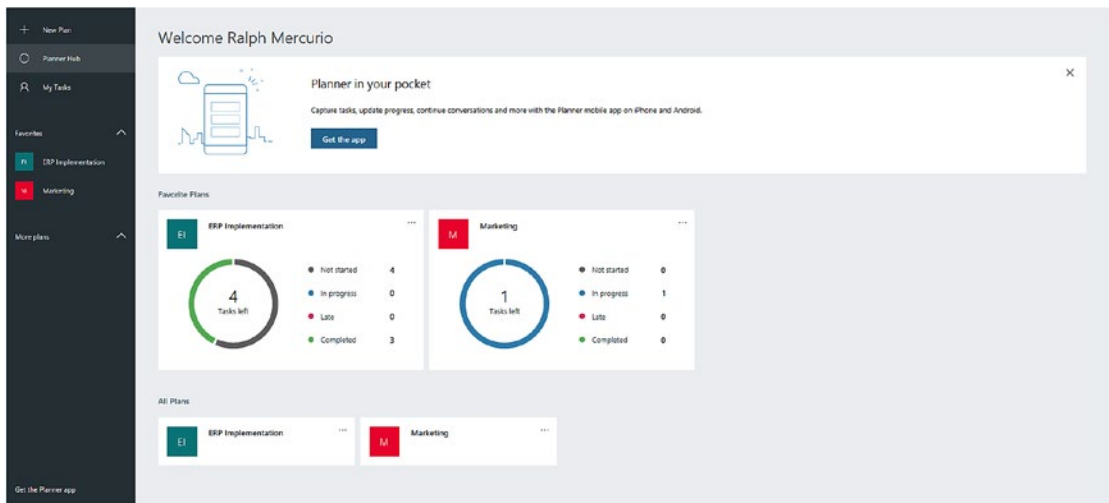 New Plan
Planner Hub
My Tasks
Favorites
EI ERP Implementation
M Marketing
More plans
Get the Planner app
Welcome Ralph Mercurio
Planner in your pocket
Capture tasks, update progress, continue conversations and more with the Planner mobile app on iPhone and Android.
Get the app
Favorite Plans
EI ERP Implementation
4
Tasks left
Not started 4
In progress 0
Late 0
Completed 3
M Marketing
1
Tasks left
Not started 0
In progress 1
Late 0
Completed 0
All Plans
EI ERP Implementation
M Marketing